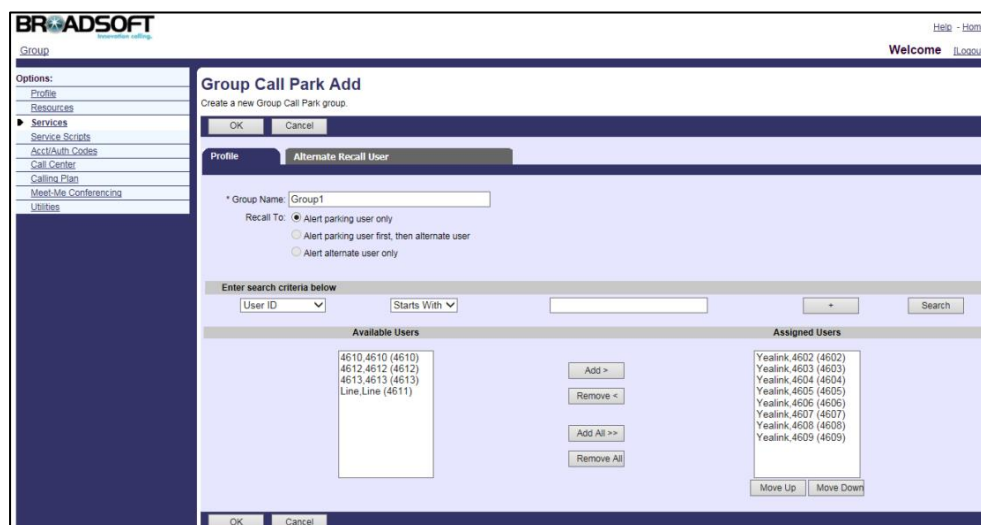 BROADSOFT
innovation calling.
Help - Hom
Group
Welcome [Logou
Options:
Profile
Resources
Services
Service Scripts
Acct/Auth Codes
Call Center
Calling Plan
Meet-Me Conferencing
Utilities
Group Call Park Add
Create a new Group Call Park group.
OK Cancel
Profile Alternate Recall User
* Group Name: Group1
Recall To: Alert parking user only
Alert parking user first, then alternate user
Alert alternate user only
Enter search criteria below
User ID Starts With + Search
Available Users Assigned Users
4610,4610 (4610)
4612,4612 (4612)
4613,4613 (4613)
Line,Line (4611)
Add >
Remove <
Add All >>
Remove All
Yealink,4602 (4602)
Yealink,4603 (4603)
Yealink,4604 (4604)
Yealink,4605 (4605)
Yealink,4606 (4606)
Yealink,4607 (4607)
Yealink,4608 (4608)
Yealink,4609 (4609)
Move Up Move Down
OK Cancel